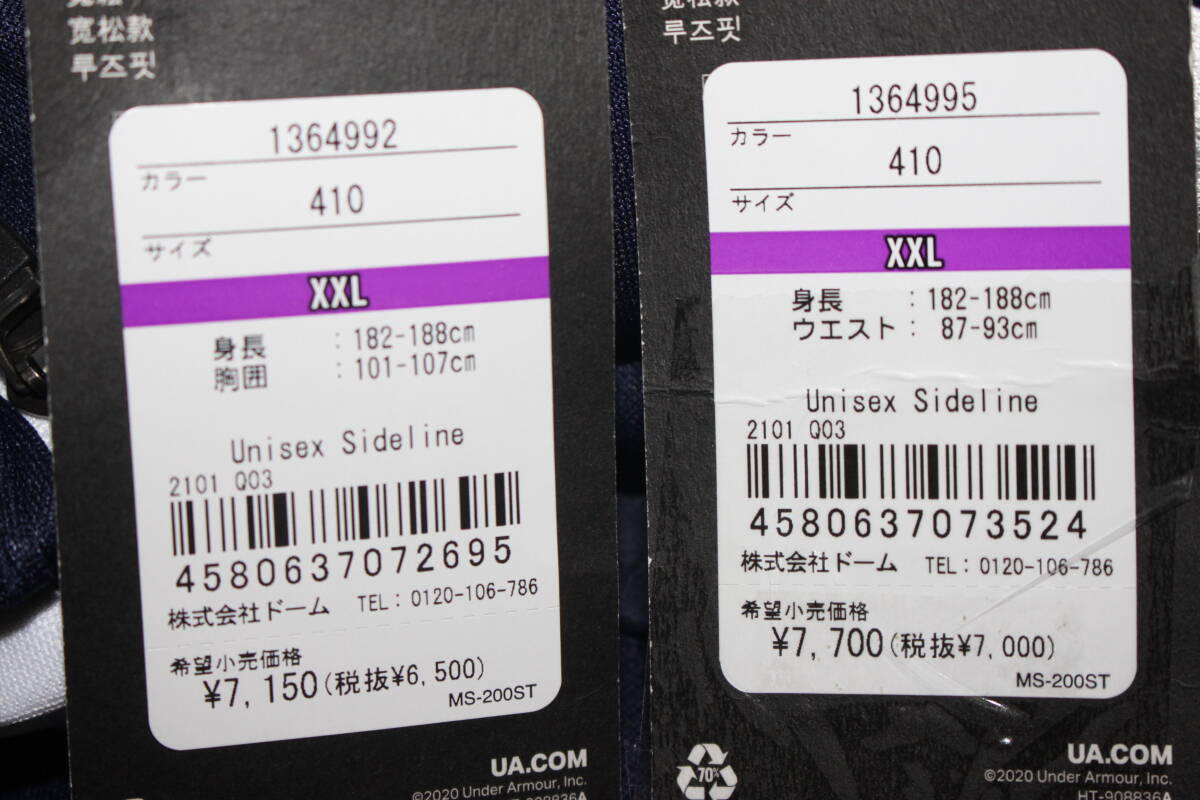 宽松款
루즈핏
1364992
カラー
410
サイズ
XXL
身長 : 182-188cm
胸囲 : 101-107cm
Unisex Sideline
2101 Q03
4580637072695
株式会社ドーム TEL: 0120-106-786
希望小売価格
¥7,150(税抜¥6,500)
MS-200ST
UA.COM
©2020 Under Armour, Inc.
宽松款
루즈핏
1364995
カラー
410
サイズ
XXL
身長 : 182-188cm
ウエスト: 87-93cm
Unisex Sideline
2101 Q03
4580637073524
株式会社ドーム TEL: 0120-106-786
希望小売価格
¥7,700(税抜¥7,000)
MS-200ST
70%
UA.COM
©2020 Under Armour, Inc.
HT-908836A